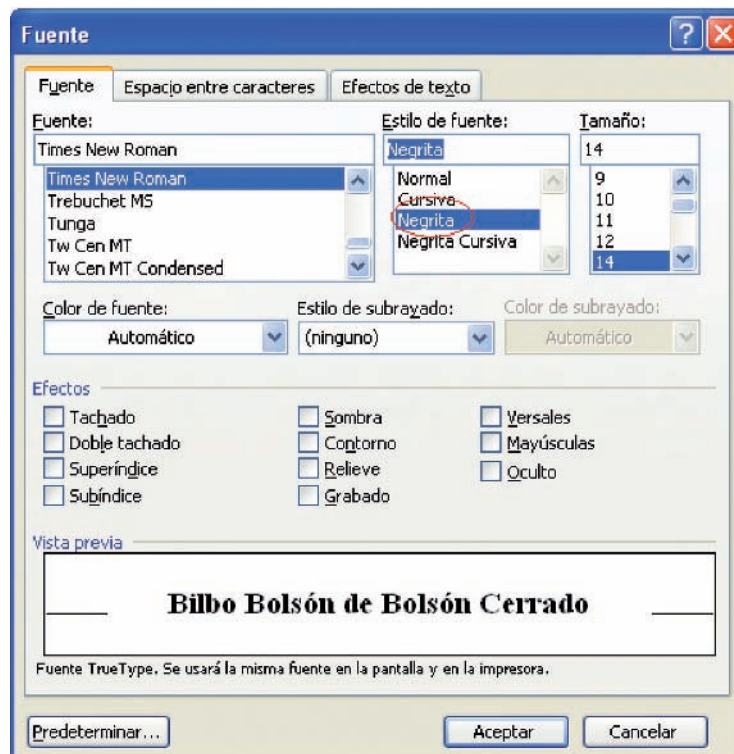 Fuente
Fuente Espacio entre caracteres Efectos de texto
Fuente: Estilo de fuente: Tamaño:
Times New Roman Negrita 14
Times New Roman Normal 9
Trebuchet MS Cursiva 10
Tunga Negrita 11
Tw Cen MT Negrita Cursiva 12
Tw Cen MT Condensed 14
Color de fuente: Estilo de subrayado: Color de subrayado:
Automático (ninguno) Automático
Efectos
Tachado Sombra Versales
Doble tachado Contorno Mayúsculas
Superíndice Relieve Oculto
Subíndice Grabado
Vista previa
Bilbo Bolsón de Bolsón Cerrado
Fuente TrueType. Se usará la misma fuente en la pantalla y en la impresora.
Predeterminar... Aceptar Cancelar